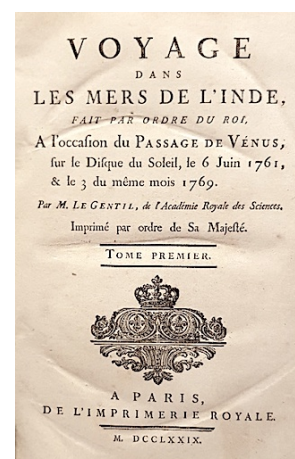 VOYAGE
DANS
LES MERS DE L'INDE,
FAIT PAR ORDRE DU ROI,
A l'occaſion du PASSAGE DE VÉNUS,
ſur le Diſque du Soleil, le 6 Juin 1761,
& le 3 du même mois 1769.
Par M. LE GENTIL, de l'Académie Royale des Sciences.
Imprimé par ordre de Sa Majeſté.
TOME PREMIER.
A PARIS,
DE L'IMPRIMERIE ROYALE.
M. DCCLXXIX.